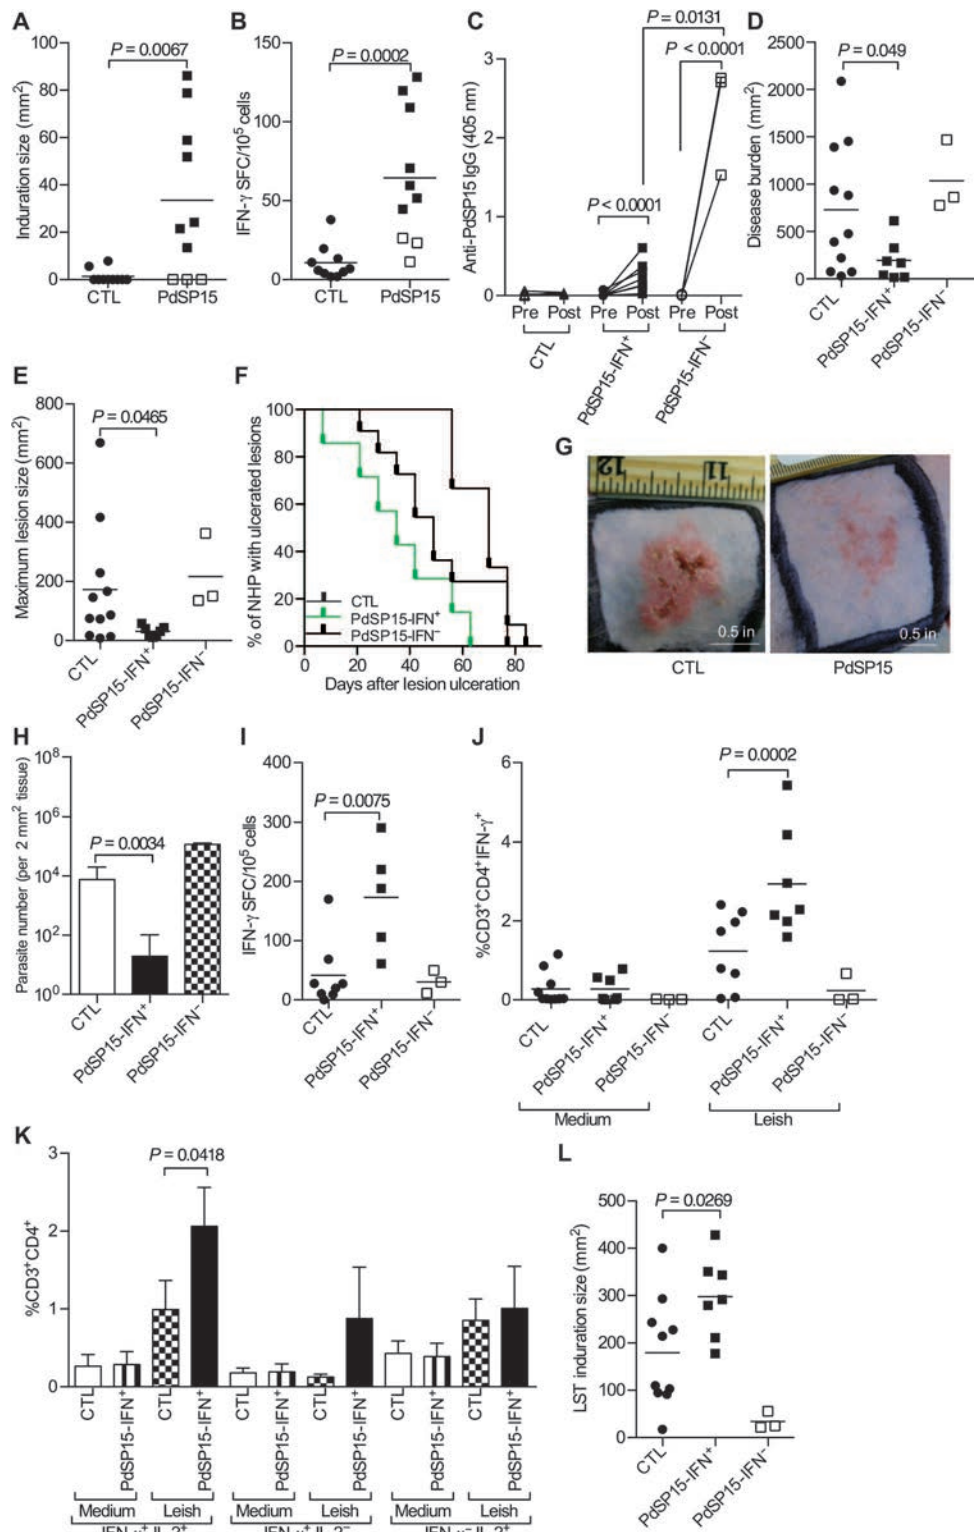 A
Induration size (mm²)
100
80
60
40
20
0
P = 0.0067
CTL
PdSP15
B
IFN-γ SFC/10⁵ cells
150
100
50
0
P = 0.0002
CTL
PdSP15
C
Anti-PdSP15 IgG (405 nm)
3
2
1
0
P = 0.0131
P < 0.0001
P < 0.0001
Pre Post Pre Post Pre Post
CTL
PdSP15-IFN⁺
PdSP15-IFN⁻
D
Disease burden (mm²)
2500
2000
1500
1000
500
0
P = 0.049
CTL
PdSP15-IFN⁺
PdSP15-IFN⁻
E
Maximum lesion size (mm²)
800
600
400
200
0
P = 0.0465
CTL
PdSP15-IFN⁺
PdSP15-IFN⁻
F
% of NHP with ulcerated lesions
100
80
60
40
20
0
CTL
PdSP15-IFN⁺
PdSP15-IFN⁻
0 20 40 60 80
Days after lesion ulceration
G
12
11
0.5 in
0.5 in
CTL
PdSP15
H
Parasite number (per 2 mm² tissue)
10⁸
10⁶
10⁴
10²
10⁰
P = 0.0034
CTL
PdSP15-IFN⁺
PdSP15-IFN⁻
I
IFN-γ SFC/10⁵ cells
400
300
200
100
0
P = 0.0075
CTL
PdSP15-IFN⁺
PdSP15-IFN⁻
J
%CD3⁺CD4⁺IFN-γ⁺
6
4
2
0
P = 0.0002
CTL
PdSP15-IFN⁺
PdSP15-IFN⁻
CTL
PdSP15-IFN⁺
PdSP15-IFN⁻
Medium
Leish
K
%CD3⁺CD4⁺
3
2
1
0
P = 0.0418
CTL
PdSP15-IFN⁺
CTL
PdSP15-IFN⁺
CTL
PdSP15-IFN⁺
CTL
PdSP15-IFN⁺
CTL
PdSP15-IFN⁺
CTL
PdSP15-IFN⁺
Medium Leish Medium Leish Medium Leish
IFN-γ⁺IL-2⁺ IFN-γ⁺IL-2⁻ IFN-γ⁻IL-2⁺
L
LST induration size (mm²)
500
400
300
200
100
0
P = 0.0269
CTL
PdSP15-IFN⁺
PdSP15-IFN⁻